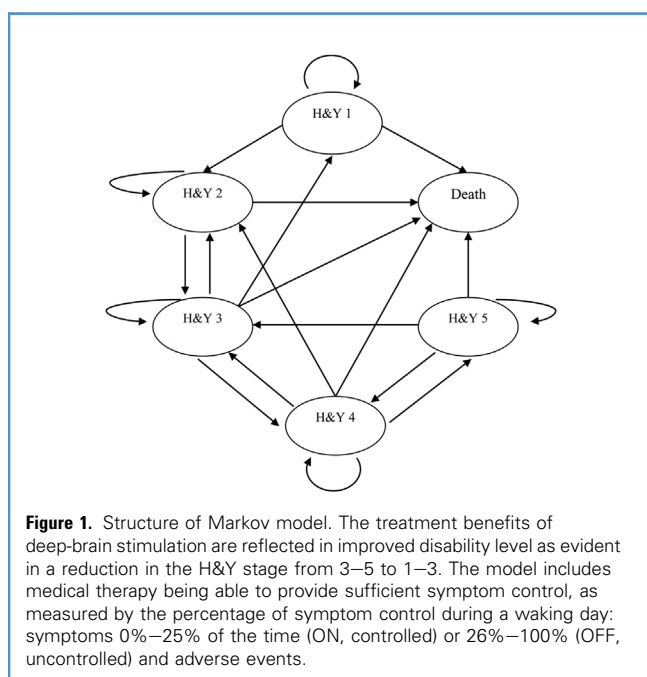 H&Y 1
H&Y 2
Death
H&Y 3
H&Y 5
H&Y 4
Figure 1. Structure of Markov model. The treatment benefits of
deep-brain stimulation are reflected in improved disability level as evident
in a reduction in the H&Y stage from 3–5 to 1–3. The model includes
medical therapy being able to provide sufficient symptom control, as
measured by the percentage of symptom control during a waking day:
symptoms 0%–25% of the time (ON, controlled) or 26%–100% (OFF,
uncontrolled) and adverse events.